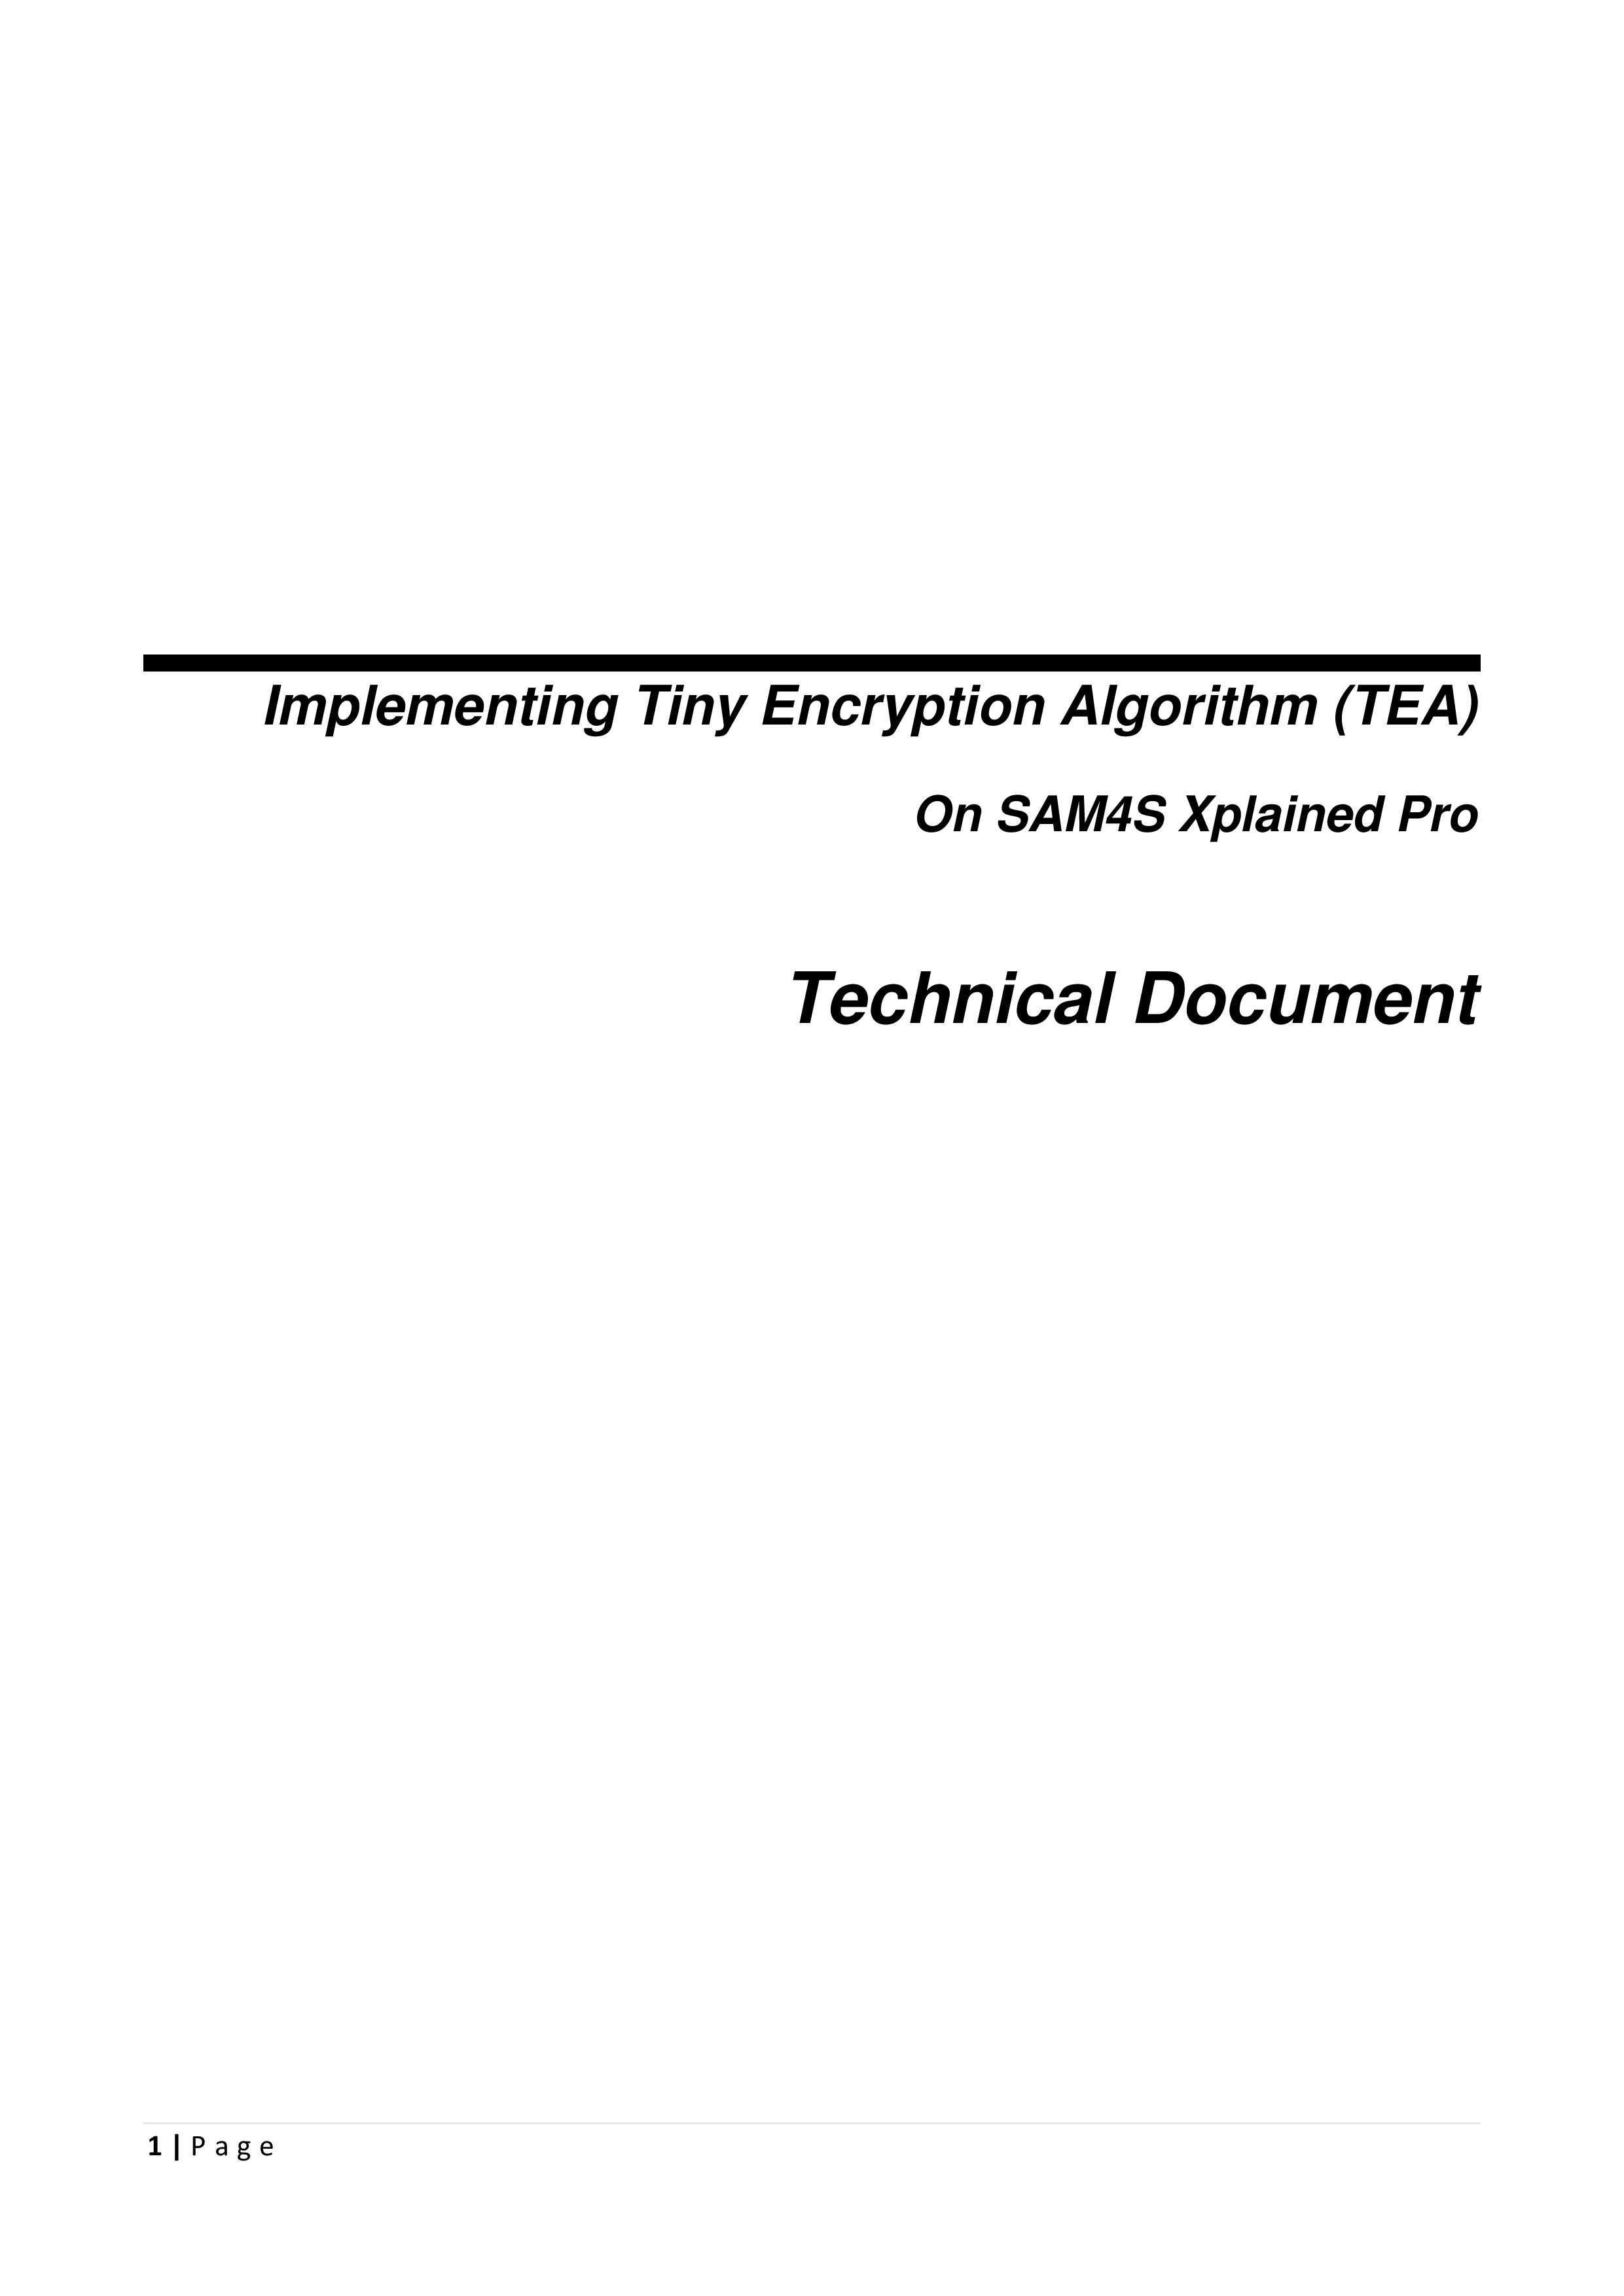 Implementing Tiny Encryption Algorithm (TEA)
On SAM4S Xplained Pro
Technical Document
1 | P a g e